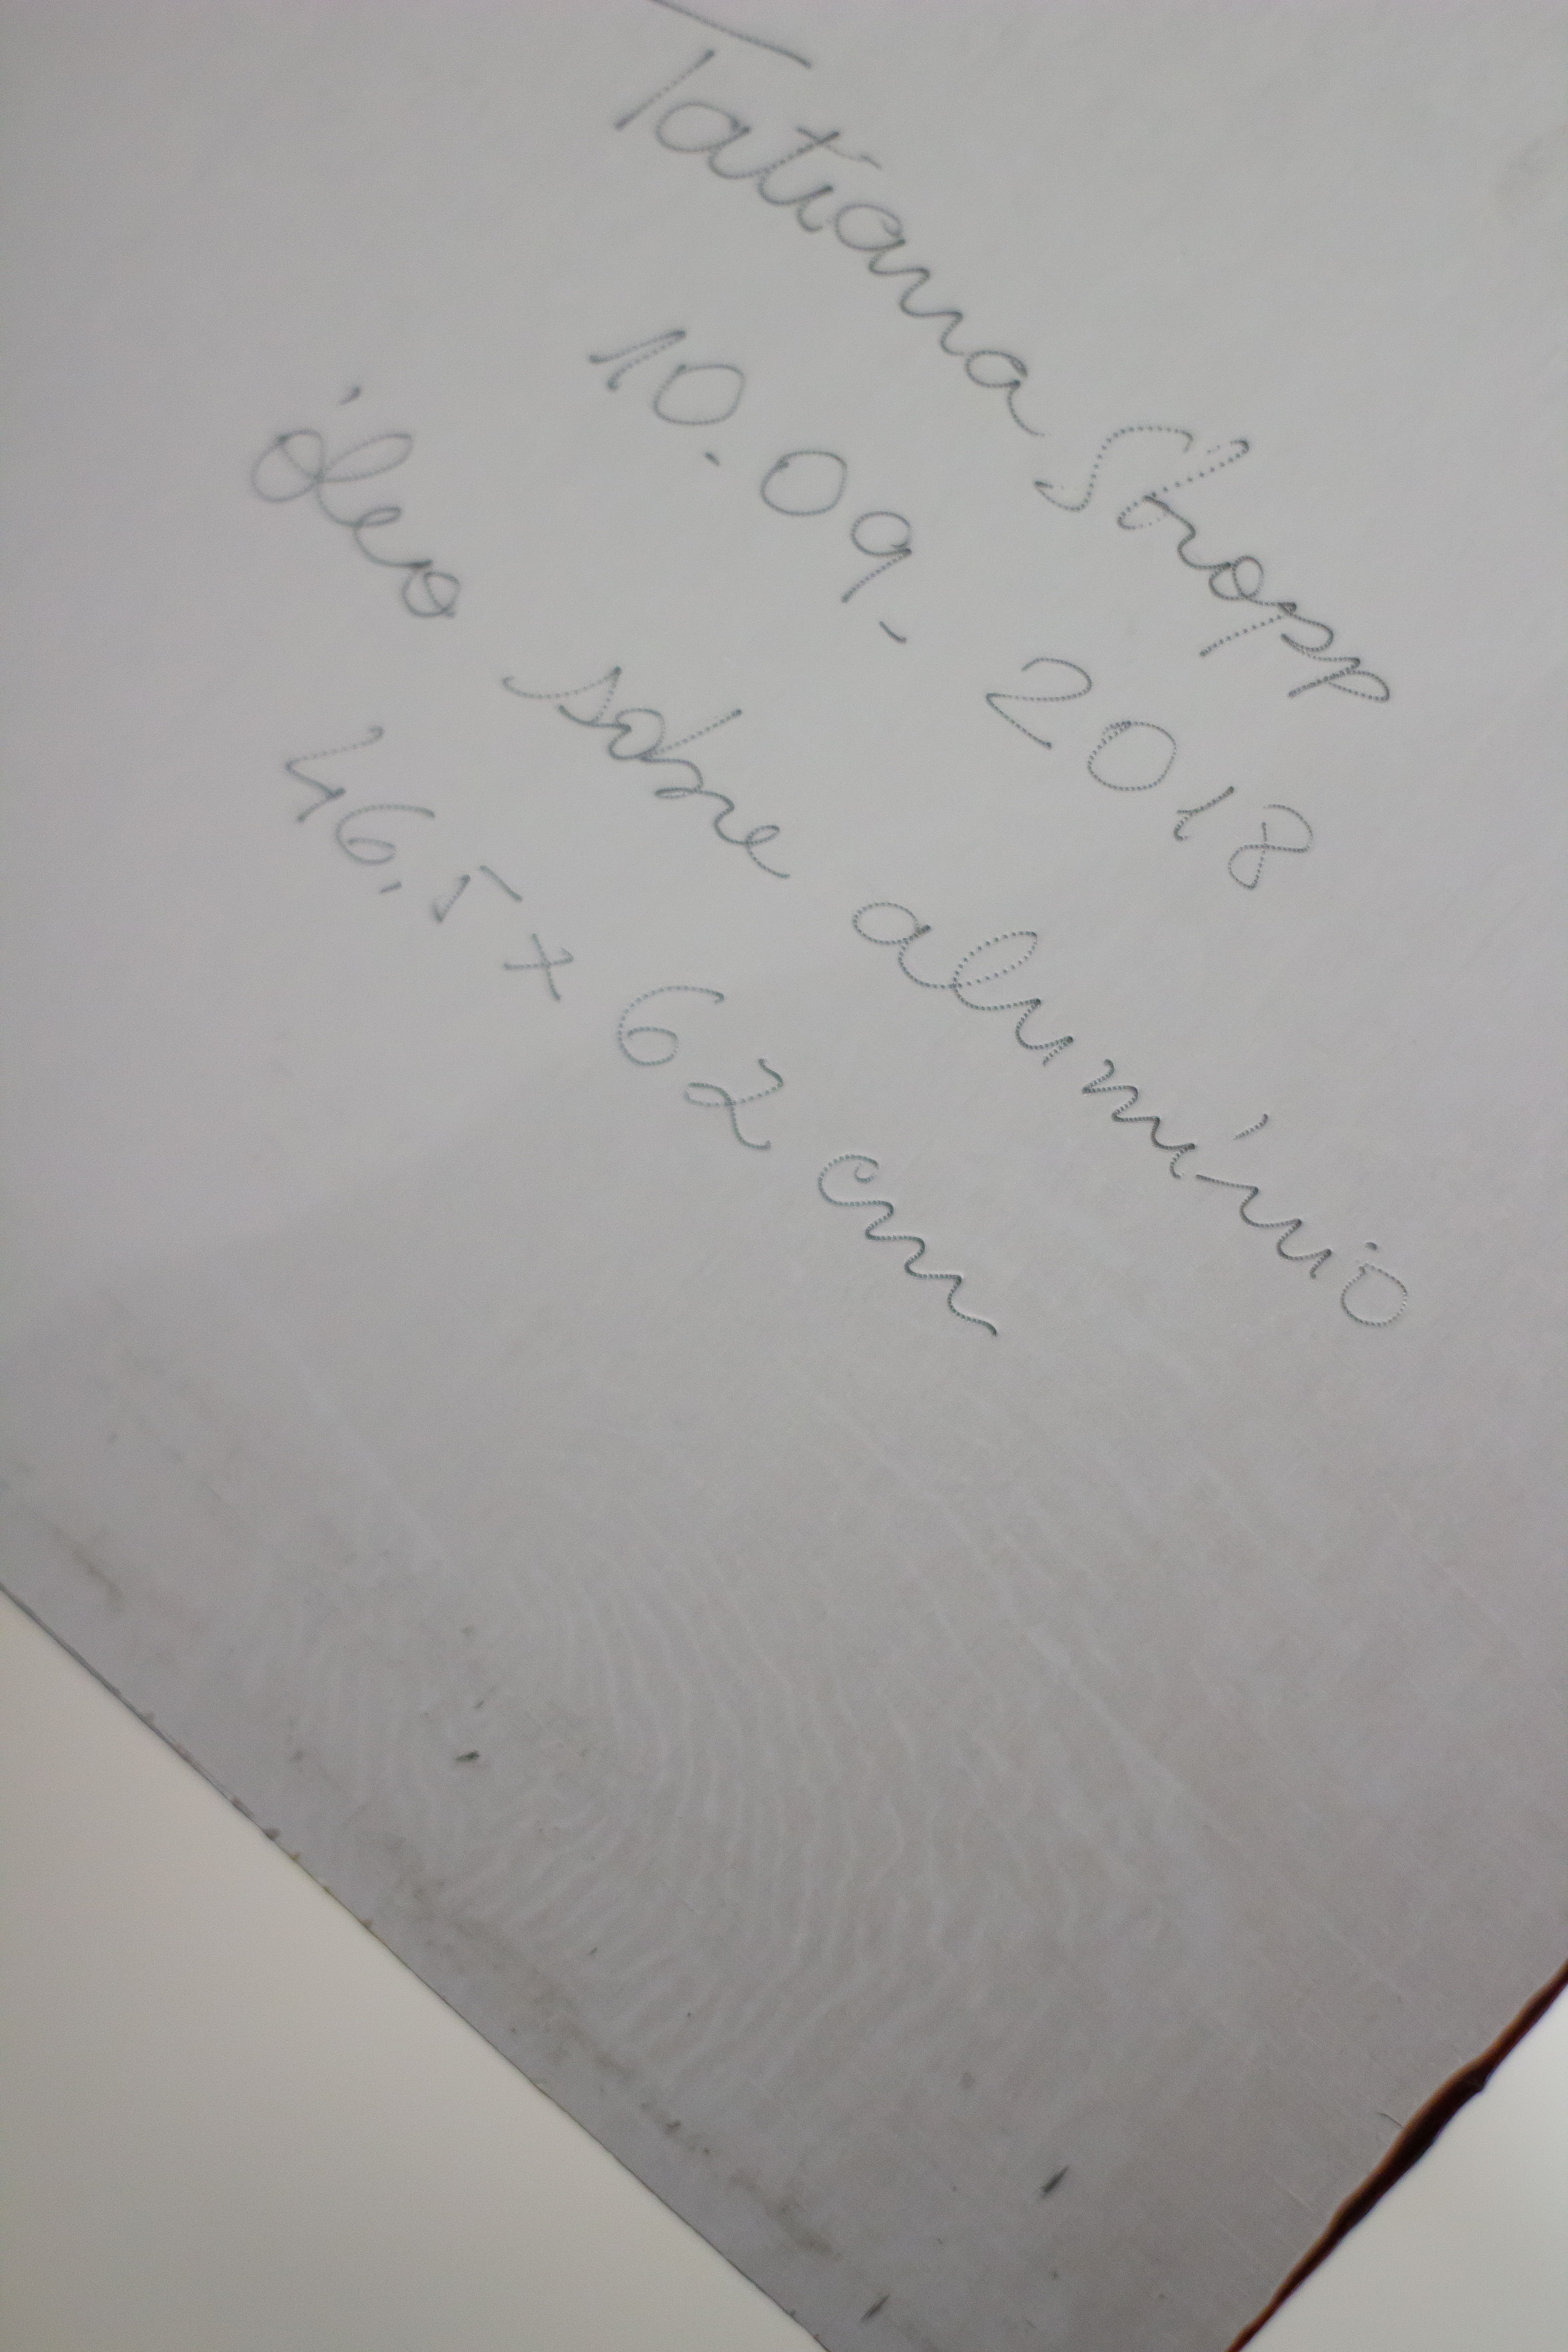 Tatiana Stropp
10.09.2018
óleo sobre alumínio
46,5 x 62 cm